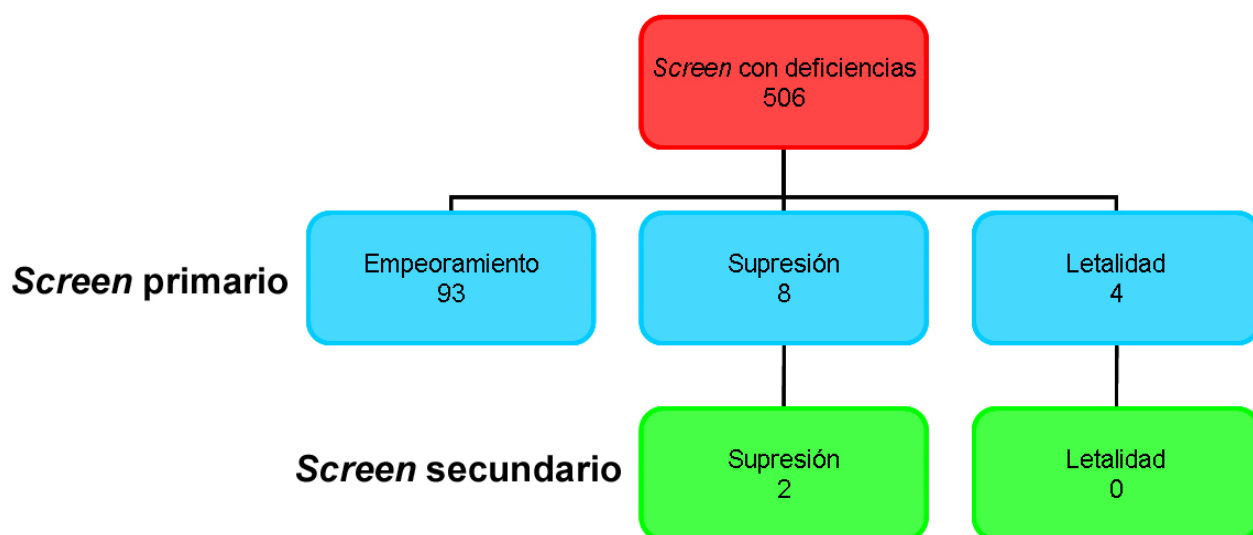 Screen con deficiencias
506
Screen primario
Empeoramiento
93
Supresión
8
Letalidad
4
Screen secundario
Supresión
2
Letalidad
0